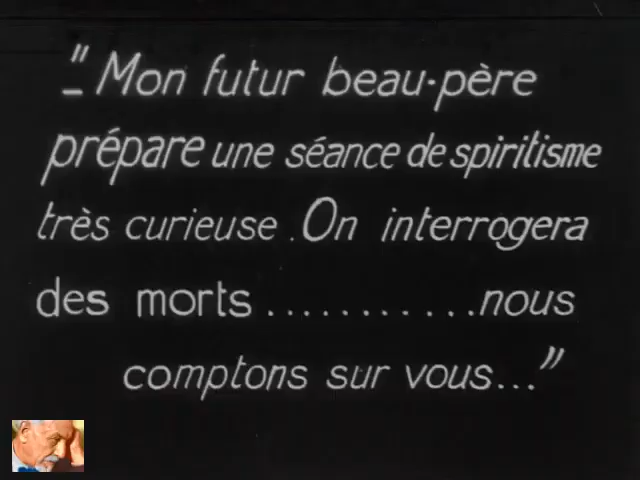 "_ Mon futur beau-père
prépare une séance de spiritisme
très curieuse. On interrogera
des morts ............nous
comptons sur vous..."